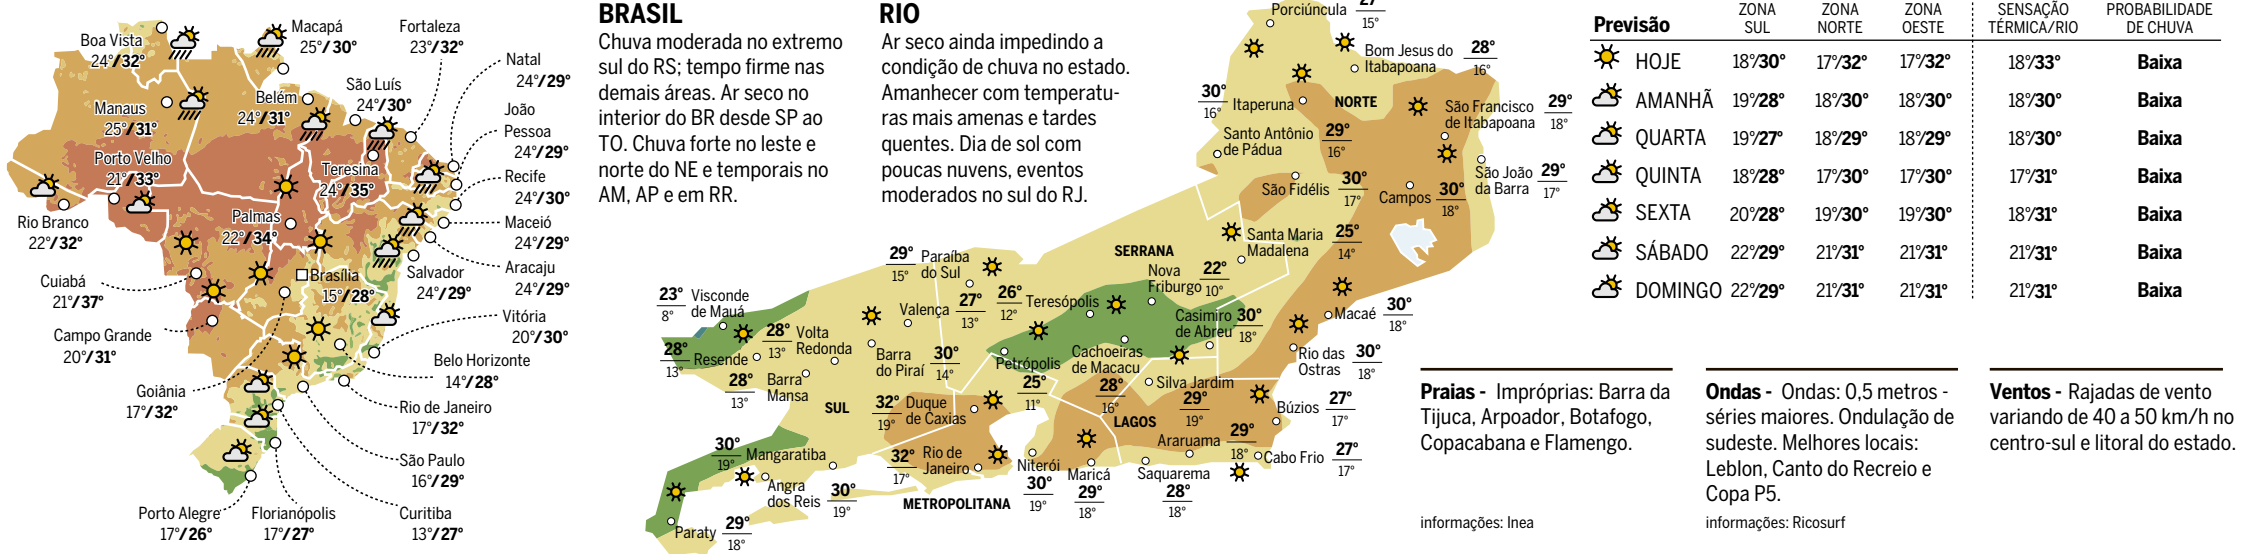 Boa Vista
24°/32°
Macapá
25°/30°
Fortaleza
23°/32°
Natal
24°/29°
João
Pessoa
24°/29°
Recife
24°/30°
Maceió
24°/29°
Aracaju
24°/29°
Salvador
24°/29°
Vitória
20°/30°
Belo Horizonte
14°/28°
Rio de Janeiro
17°/32°
São Paulo
16°/29°
Curitiba
13°/27°
Florianópolis
17°/27°
Porto Alegre
17°/26°
Goiânia
17°/32°
Campo Grande
20°/31°
Cuiabá
21°/37°
Rio Branco
22°/32°
Porto Velho
21°/33°
Manaus
25°/31°
Belém
24°/31°
São Luís
24°/30°
Teresina
24°/35°
Palmas
22°/34°
Brasília
15°/28°
BRASIL
Chuva moderada no extremo
sul do RS; tempo firme nas
demais áreas. Ar seco no
interior do BR desde SP ao
TO. Chuva forte no leste e
norte do NE e temporais no
AM, AP e em RR.
RIO
Ar seco ainda impedindo a
condição de chuva no estado.
Amanhecer com temperatu-
ras mais amenas e tardes
quentes. Dia de sol com
poucas nuvens, eventos
moderados no sul do RJ.
Porciúncula 27°
15°
Bom Jesus do
Itabapoana 28°
16°
Itaperuna 30°
16°
NORTE
São Francisco
de Itabapoana 29°
18°
Santo Antônio
de Pádua 29°
16°
São João
da Barra 29°
17°
São Fidélis 30°
17°
Campos 30°
18°
Santa Maria
Madalena 25°
14°
SERRANA
Nova
Friburgo 22°
10°
Paraíba
do Sul 29°
15°
Visconde
de Mauá 23°
8°
Valença 27°
13°
Teresópolis 26°
12°
Casimiro
de Abreu 30°
18°
Macaé 30°
18°
Volta
Redonda 28°
13°
Resende 28°
13°
Barra
Mansa 28°
13°
Barra
do Piraí 30°
14°
Petrópolis 25°
11°
Cachoeiras
de Macacu 28°
16°
Rio das
Ostras 30°
18°
Silva Jardim 29°
19°
SUL
Duque
de Caxias 32°
19°
LAGOS
Búzios 27°
17°
Araruama 29°
18°
Cabo Frio 27°
17°
Mangaratiba 30°
19°
Rio de
Janeiro 32°
17°
Niterói 30°
19°
Maricá 29°
18°
Saquarema 28°
18°
Angra
dos Reis 30°
19°
METROPOLITANA
Paraty 29°
18°
Previsão ZONA SUL ZONA NORTE ZONA OESTE SENSAÇÃO TÉRMICA/RIO PROBABILIDADE DE CHUVA
HOJE 18°/30° 17°/32° 17°/32° 18°/33° Baixa
AMANHÃ 19°/28° 18°/30° 18°/30° 18°/30° Baixa
QUARTA 19°/27° 18°/29° 18°/29° 18°/30° Baixa
QUINTA 18°/28° 17°/30° 17°/30° 17°/31° Baixa
SEXTA 20°/28° 19°/30° 19°/30° 18°/31° Baixa
SÁBADO 22°/29° 21°/31° 21°/31° 21°/31° Baixa
DOMINGO 22°/29° 21°/31° 21°/31° 21°/31° Baixa
Praias - Impróprias: Barra da
Tijuca, Arpoador, Botafogo,
Copacabana e Flamengo.
informações: Inea
Ondas - Ondas: 0,5 metros -
séries maiores. Ondulação de
sudeste. Melhores locais:
Leblon, Canto do Recreio e
Copa P5.
informações: Ricosurf
Ventos - Rajadas de vento
variando de 40 a 50 km/h no
centro-sul e litoral do estado.